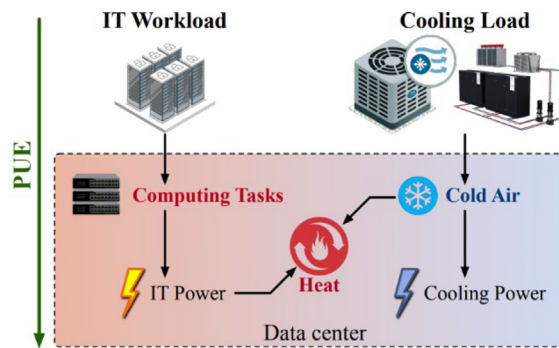 IT Workload
Cooling Load
PUE
Computing Tasks
Cold Air
Heat
IT Power
Cooling Power
Data center